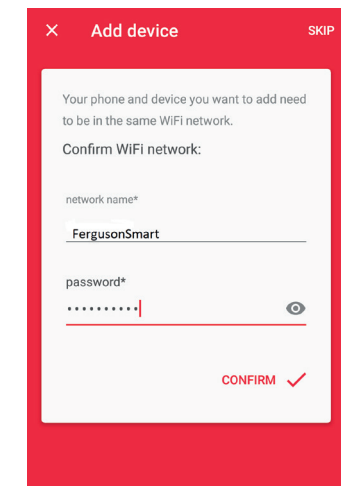 Add device SKIP
Your phone and device you want to add need
to be in the same WiFi network.
Confirm WiFi network:
network name*
FergusonSmart
password*
••••••••••
CONFIRM